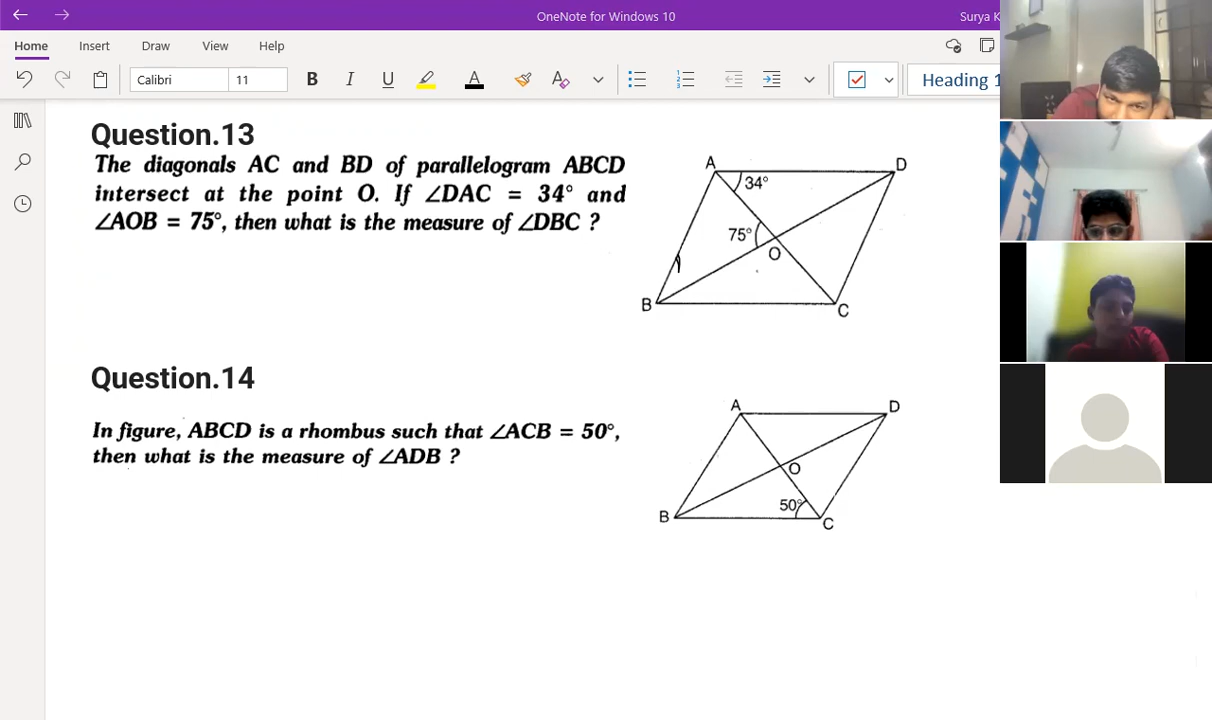 OneNote for Windows 10
Surya K
Home Insert Draw View Help
Calibri 11 B I U A A Heading 1
Question.13
The diagonals AC and BD of parallelogram ABCD
intersect at the point O. If ∠DAC = 34° and
∠AOB = 75°, then what is the measure of ∠DBC ?
A D
34°
75°
O
B C
Question.14
In figure, ABCD is a rhombus such that ∠ACB = 50°,
then what is the measure of ∠ADB ?
A D
O
50°
B C